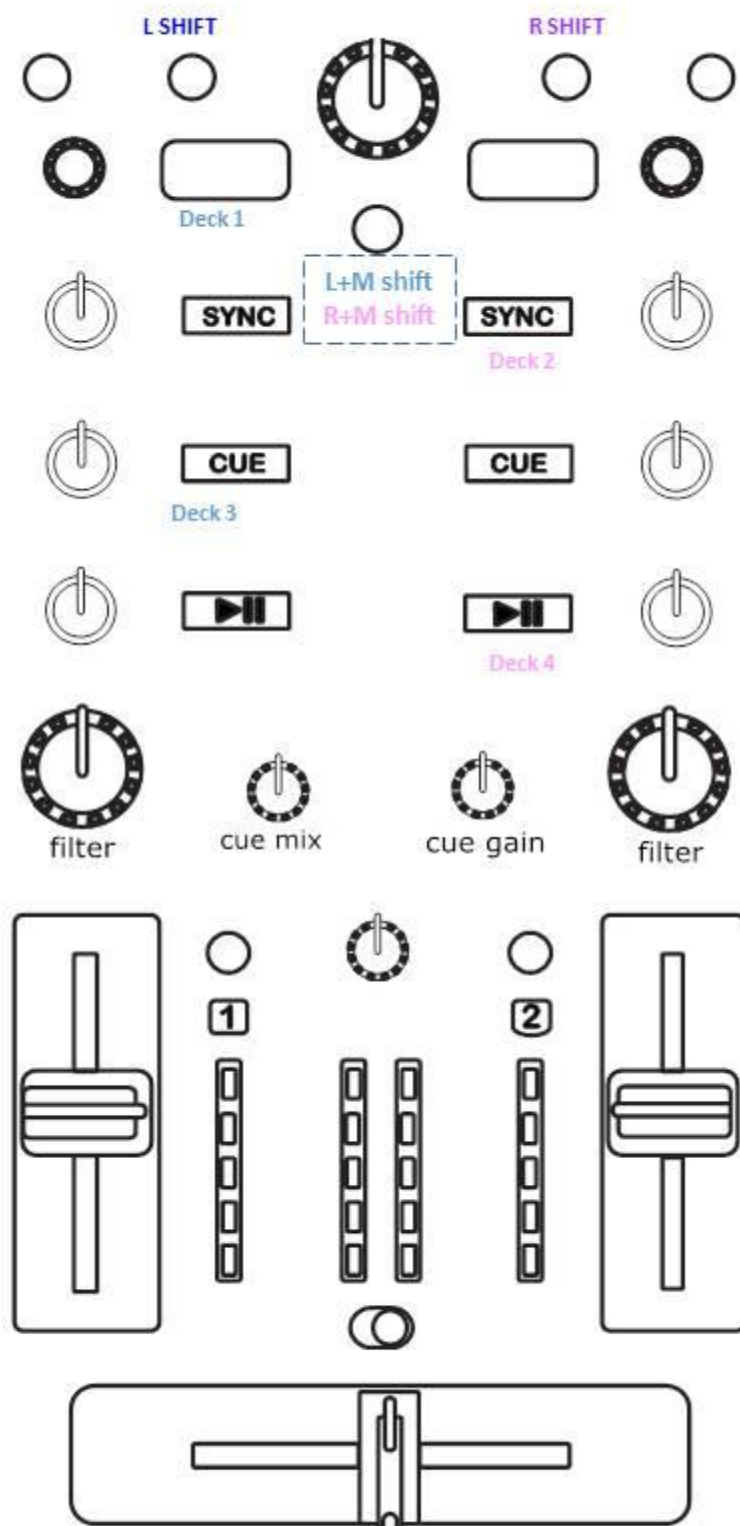 L SHIFT
R SHIFT
Deck 1
L+M shift
R+M shift
SYNC
SYNC
Deck 2
CUE
CUE
Deck 3
Deck 4
filter
cue mix
cue gain
filter
1
2